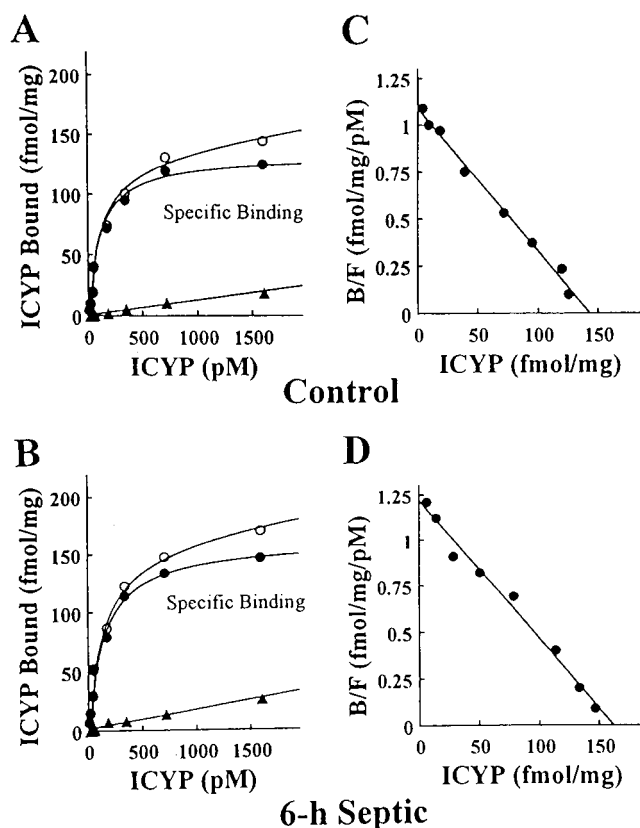 A
ICYP Bound (fmol/mg)
200
150
100
50
0
Specific Binding
0 500 1000 1500
ICYP (pM)
C
B/F (fmol/mg/pM)
1.25
1
0.75
0.5
0.25
0
0 50 100 150
ICYP (fmol/mg)
Control
B
ICYP Bound (fmol/mg)
200
150
100
50
0
Specific Binding
0 500 1000 1500
ICYP (pM)
D
B/F (fmol/mg/pM)
1.25
1
0.75
0.5
0.25
0
0 50 100 150
ICYP (fmol/mg)
6-h Septic